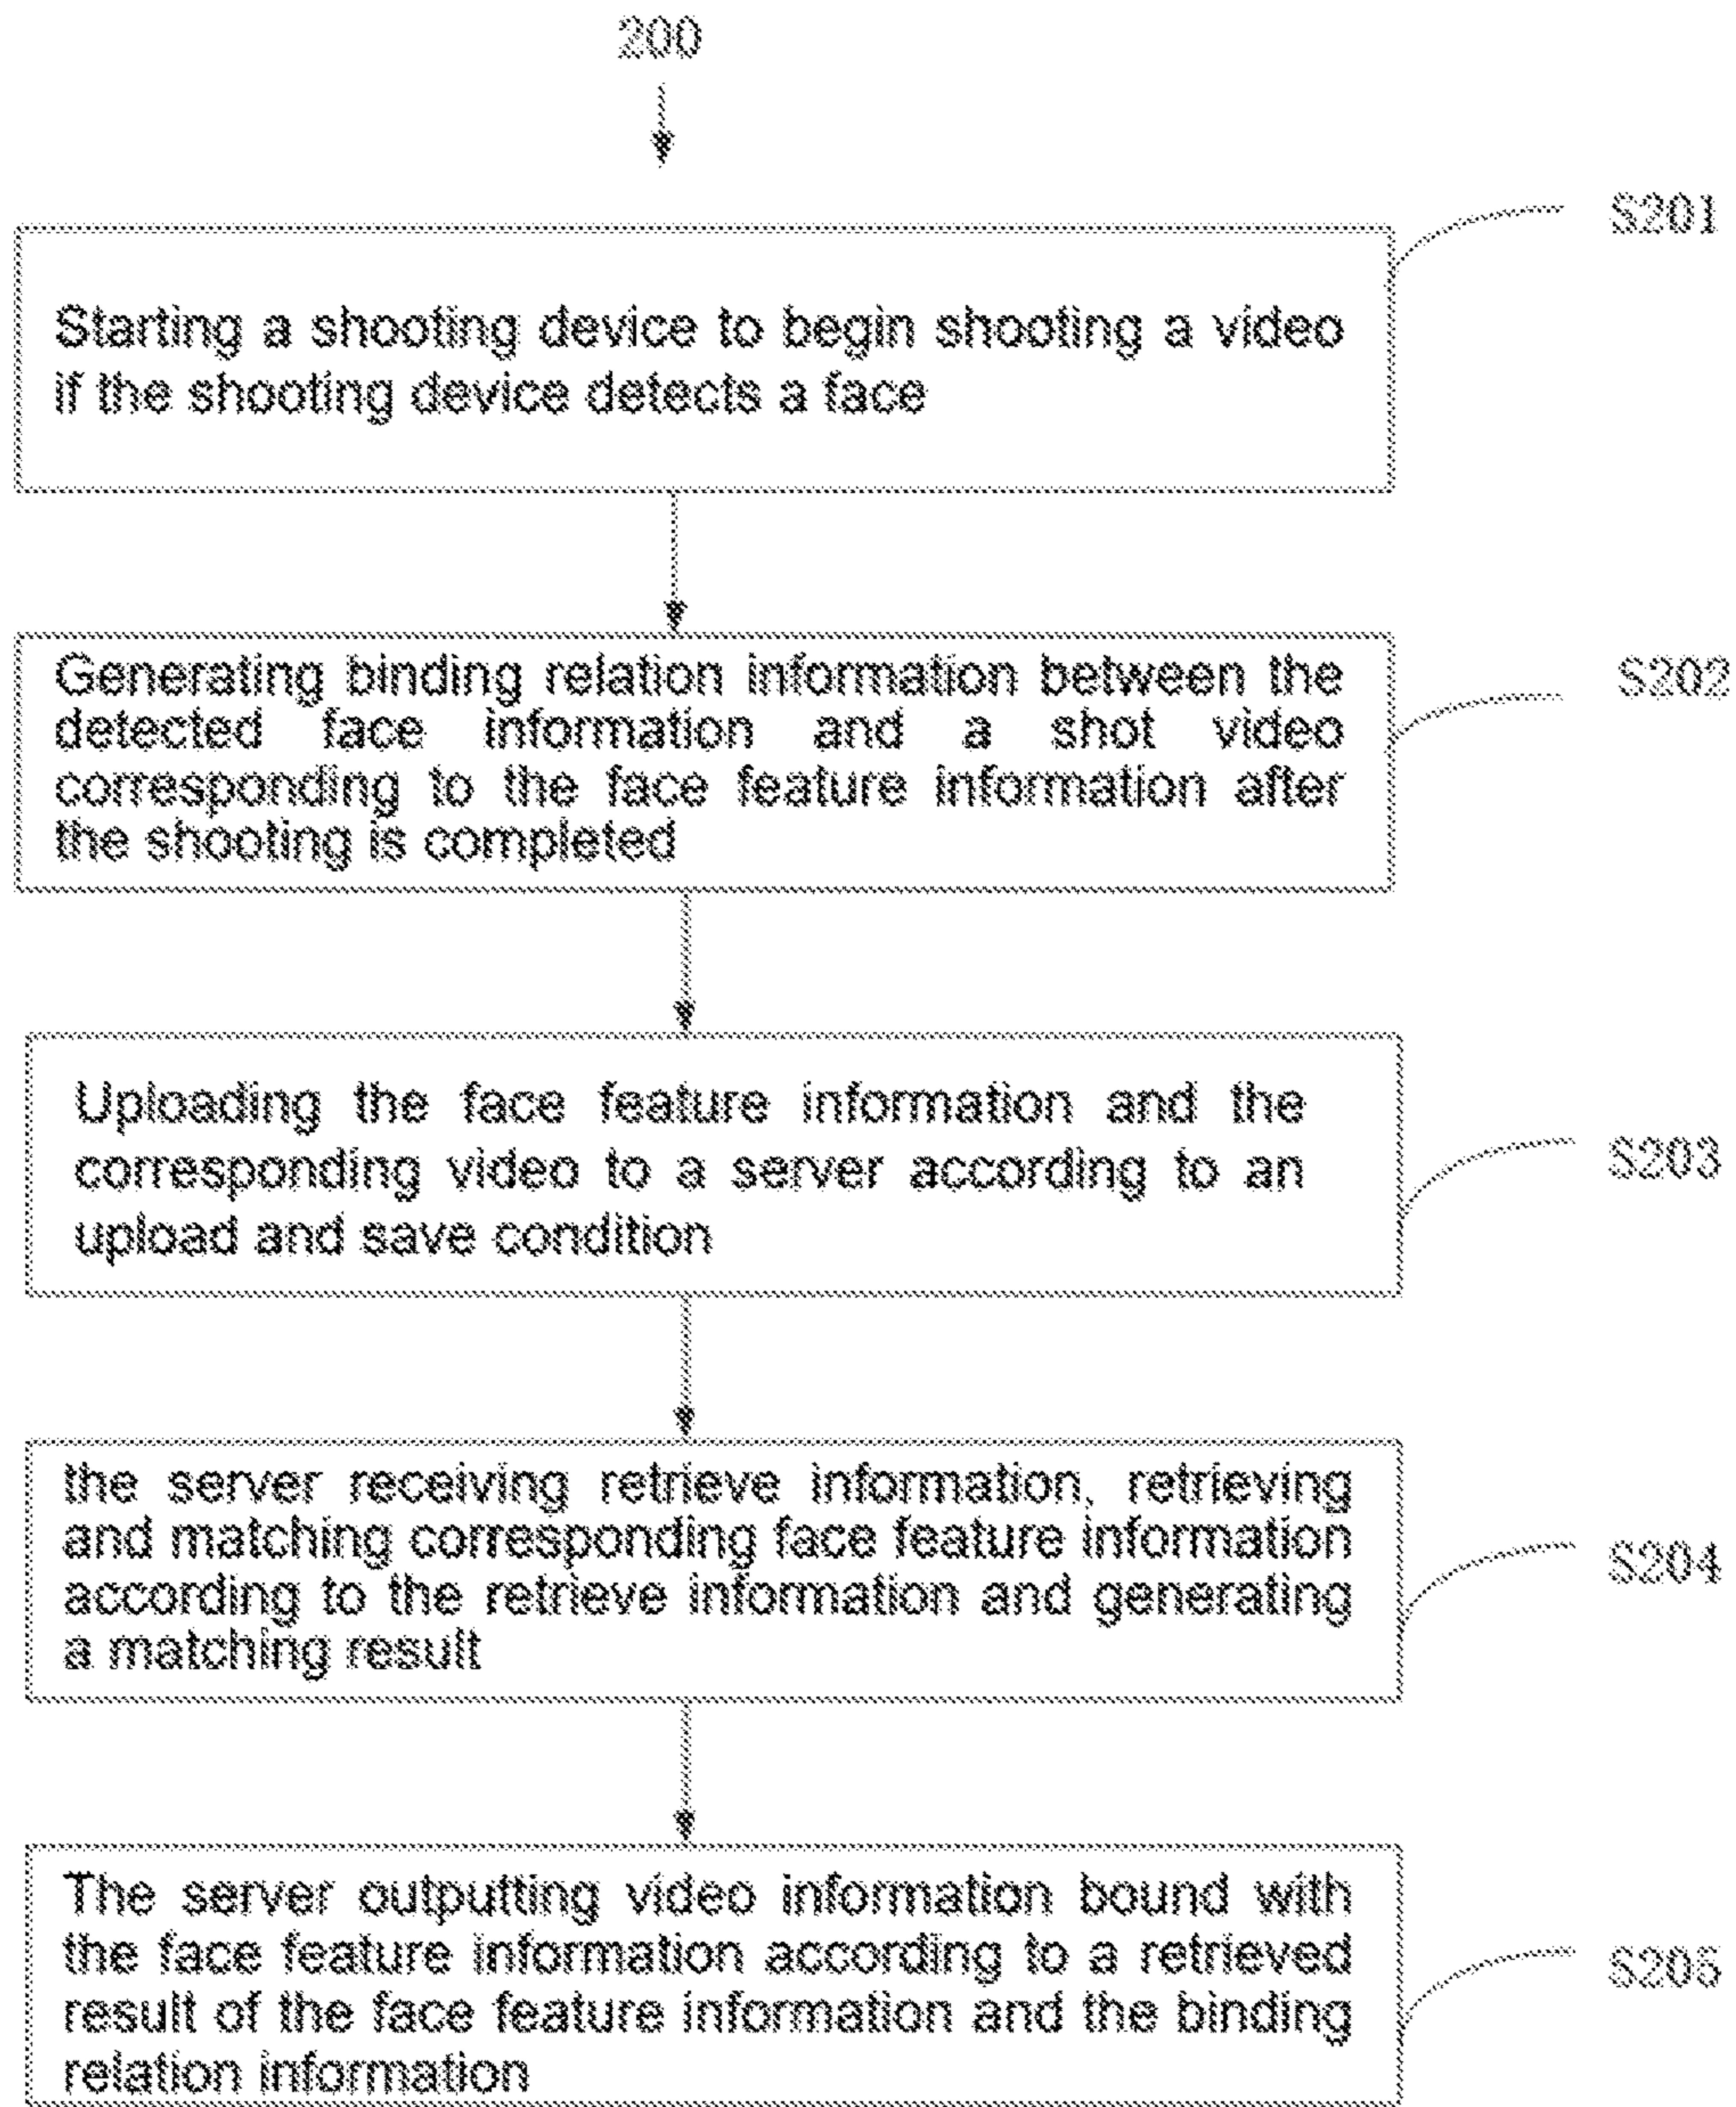 200
S201
Starting a shooting device to begin shooting a video
if the shooting device detects a face
S202
Generating binding relation information between the
detected face information and a shot video
corresponding to the face feature information after
the shooting is completed
Uploading the face feature information and the
corresponding video to a server according to an
upload and save condition
S203
the server receiving retrieve information, retrieving
and matching corresponding face feature information
according to the retrieve information and generating
a matching result
S204
The server outputting video information bound with
the face feature information according to a retrieved
result of the face feature information and the binding
relation information
S205